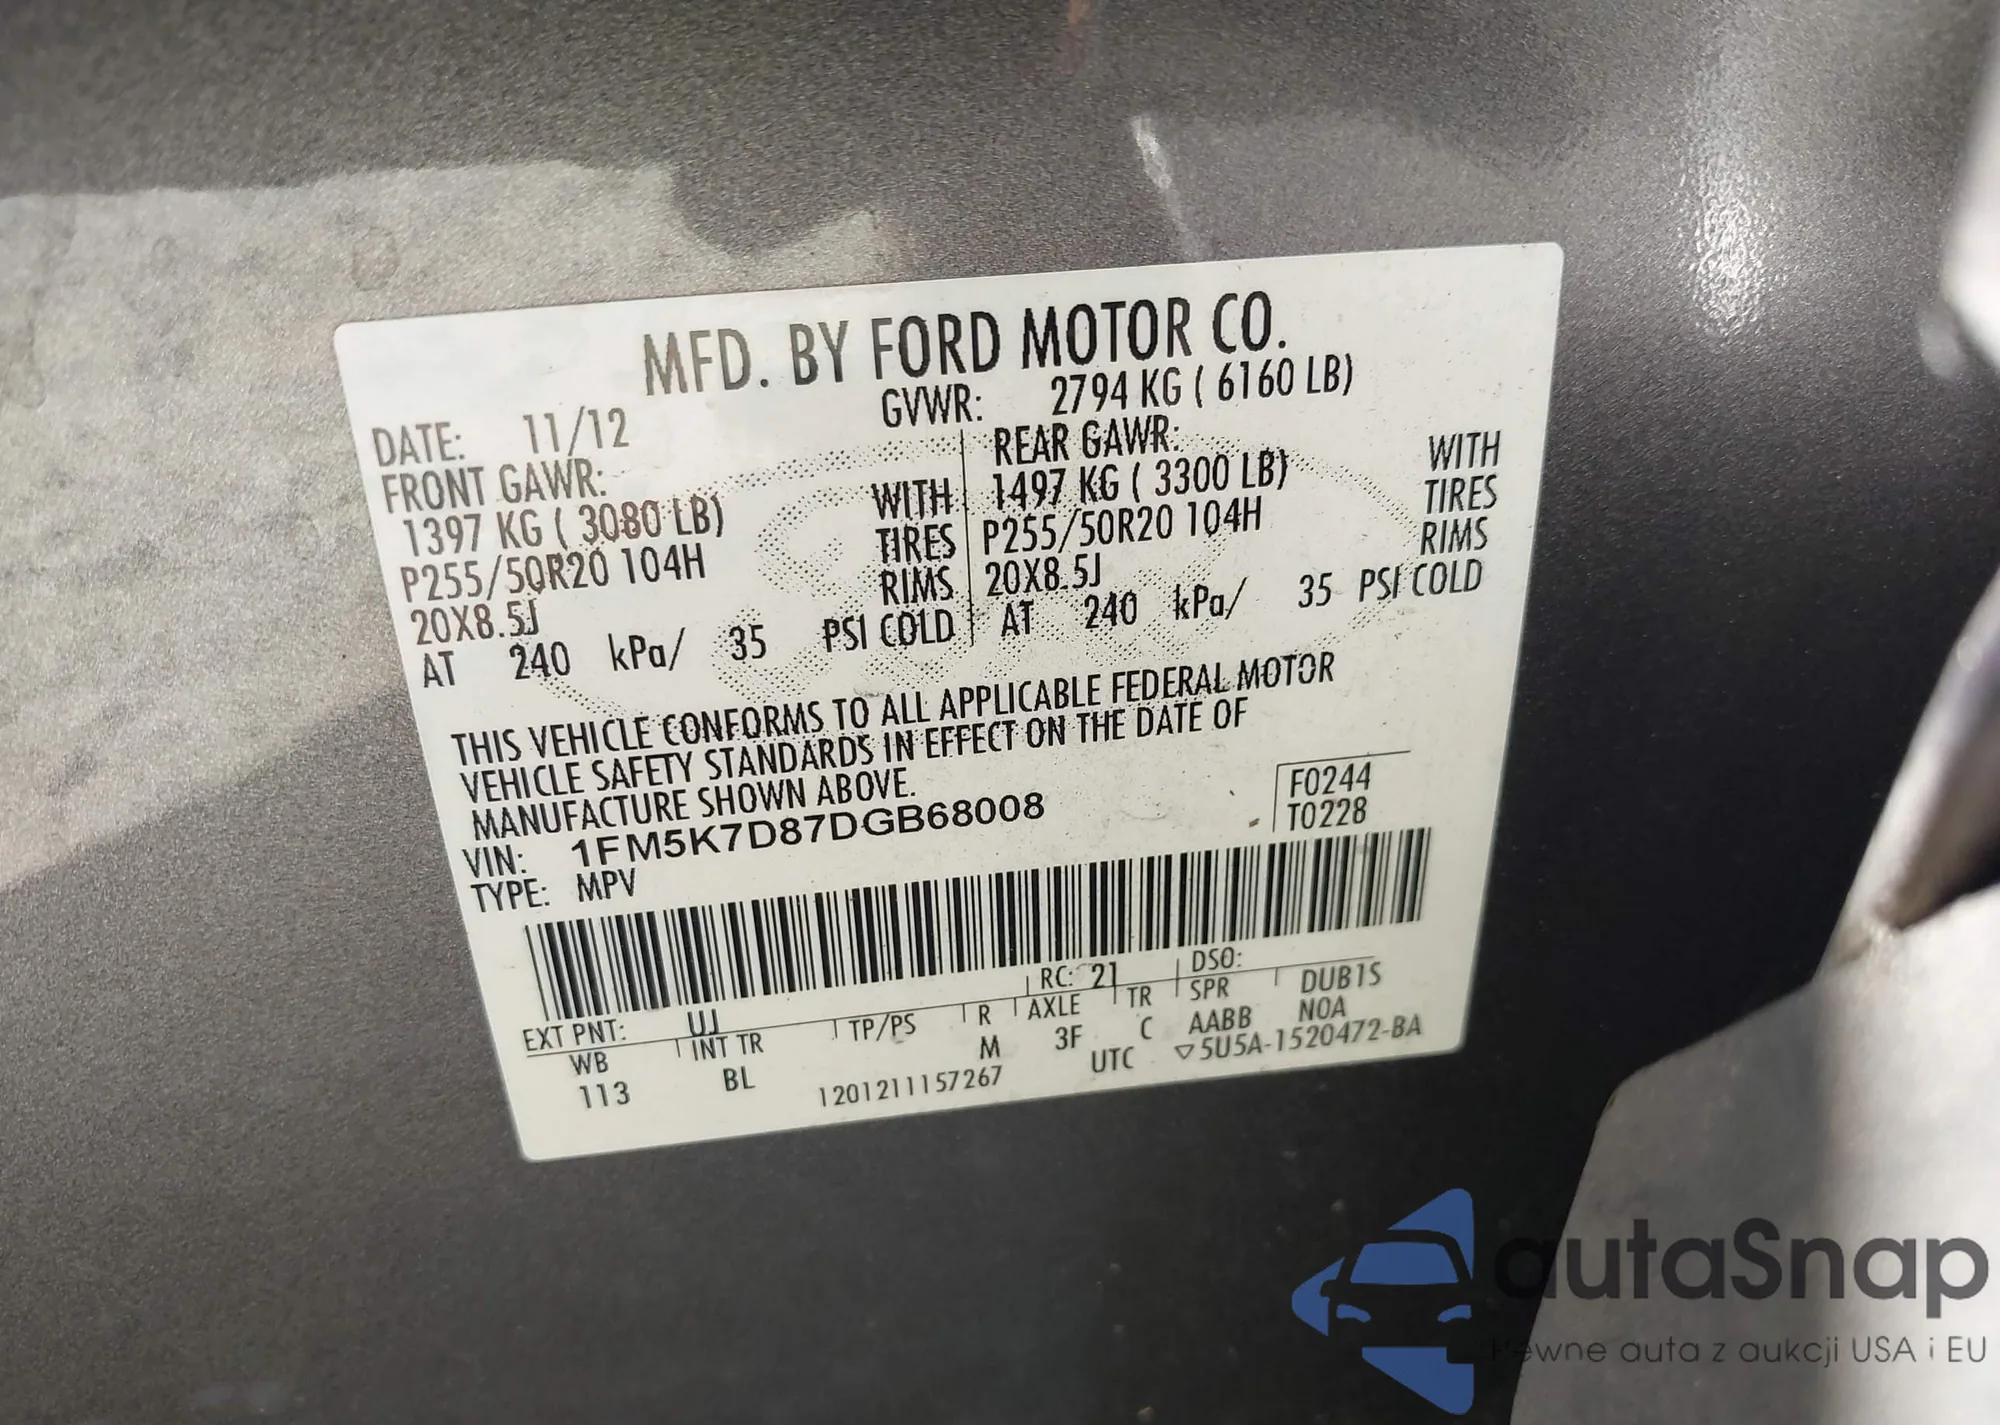 MFD. BY FORD MOTOR CO.
DATE: 11/12 GVWR: 2794 KG ( 6160 LB)
FRONT GAWR: REAR GAWR:
1397 KG ( 3080 LB) WITH 1497 KG ( 3300 LB) WITH
P255/50R20 104H TIRES P255/50R20 104H TIRES
20X8.5J RIMS 20X8.5J RIMS
AT 240 kPa/ 35 PSI COLD AT 240 kPa/ 35 PSI COLD
THIS VEHICLE CONFORMS TO ALL APPLICABLE FEDERAL MOTOR
VEHICLE SAFETY STANDARDS IN EFFECT ON THE DATE OF
MANUFACTURE SHOWN ABOVE.
F0244
VIN: 1FM5K7D87DGB68008 T0228
TYPE: MPV
EXT PNT: UJ RC: 21 DSO:
WB INT TR TP/PS R AXLE TR SPR DUB1S
113 BL M 3F C AABB NOA
1201211157267 UTC ▽5U5A-1520472-BA
autaSnap
Pewne auta z aukcji USA i EU